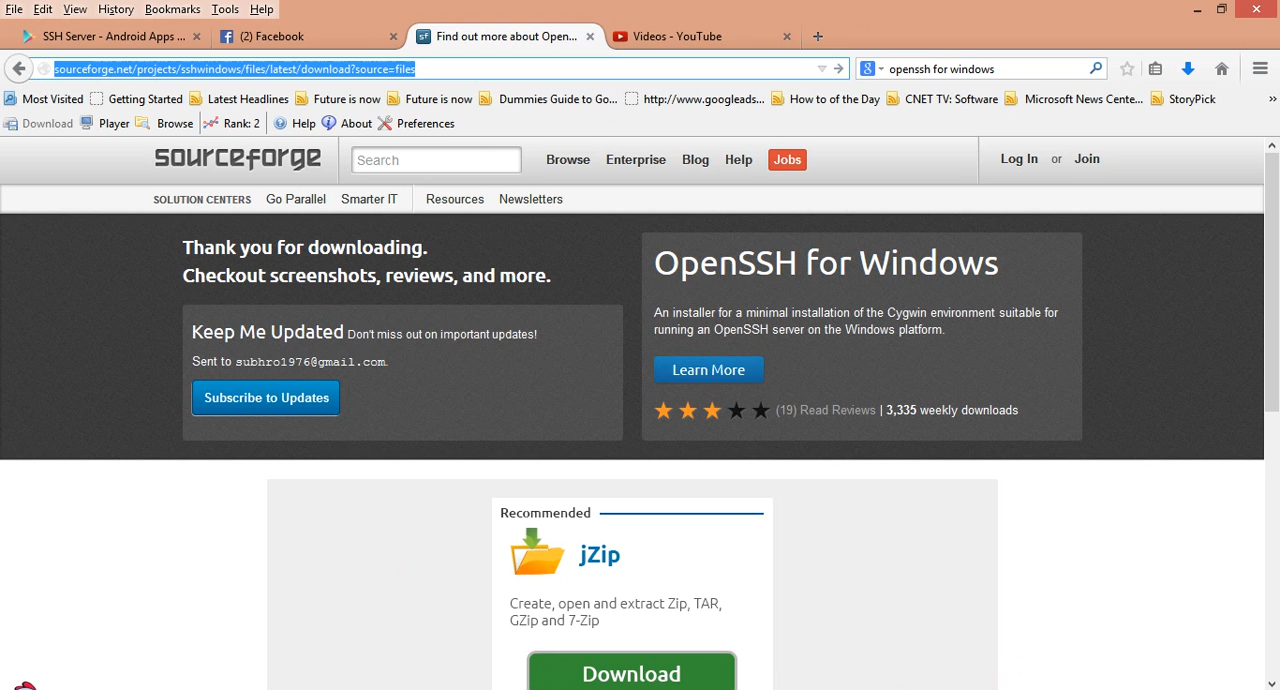 File Edit View History Bookmarks Tools Help
SSH Server - Android Apps ... (2) Facebook Find out more about Open... Videos - YouTube
sourceforge.net/projects/sshwindows/files/latest/download?source=files openssh for windows
Most Visited Getting Started Latest Headlines Future is now Future is now Dummies Guide to Go... http://www.googleads... How to of the Day CNET TV: Software Microsoft News Cente... StoryPick
Download Player Browse Rank: 2 Help About Preferences
sourceforge Search Browse Enterprise Blog Help Jobs Log In or Join
SOLUTION CENTERS Go Parallel Smarter IT Resources Newsletters
Thank you for downloading.
Checkout screenshots, reviews, and more.
Keep Me Updated Don't miss out on important updates!
Sent to subhro1976@gmail.com.
Subscribe to Updates
OpenSSH for Windows
An installer for a minimal installation of the Cygwin environment suitable for
running an OpenSSH server on the Windows platform.
Learn More
(19) Read Reviews | 3,335 weekly downloads
Recommended
jZip
Create, open and extract Zip, TAR,
GZip and 7-Zip
Download